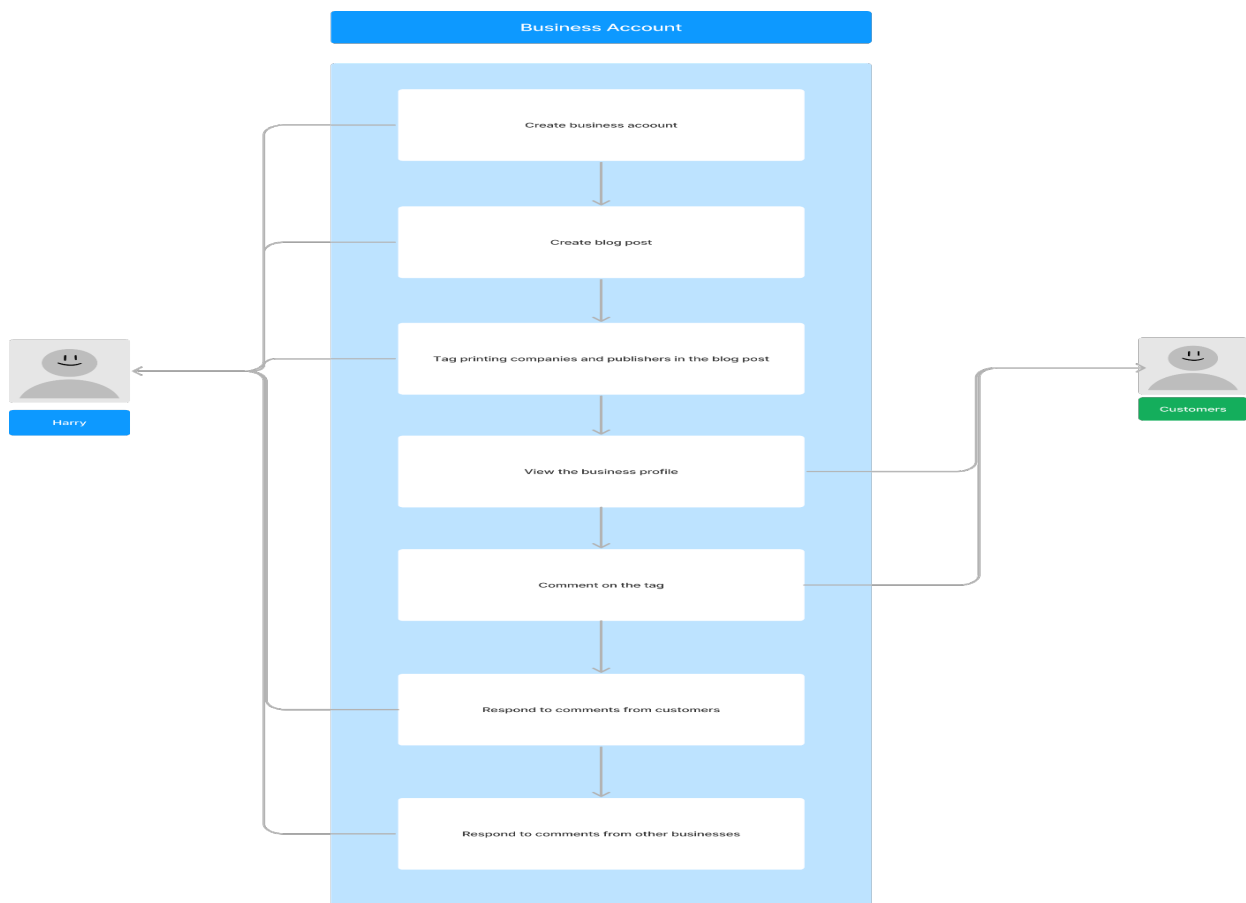 Business Account
Create business acoount
Create blog post
Tag printing companies and publishers in the blog post
Harry
Customers
View the business profile
Comment on the tag
Respond to comments from customers
Respond to comments from other businesses